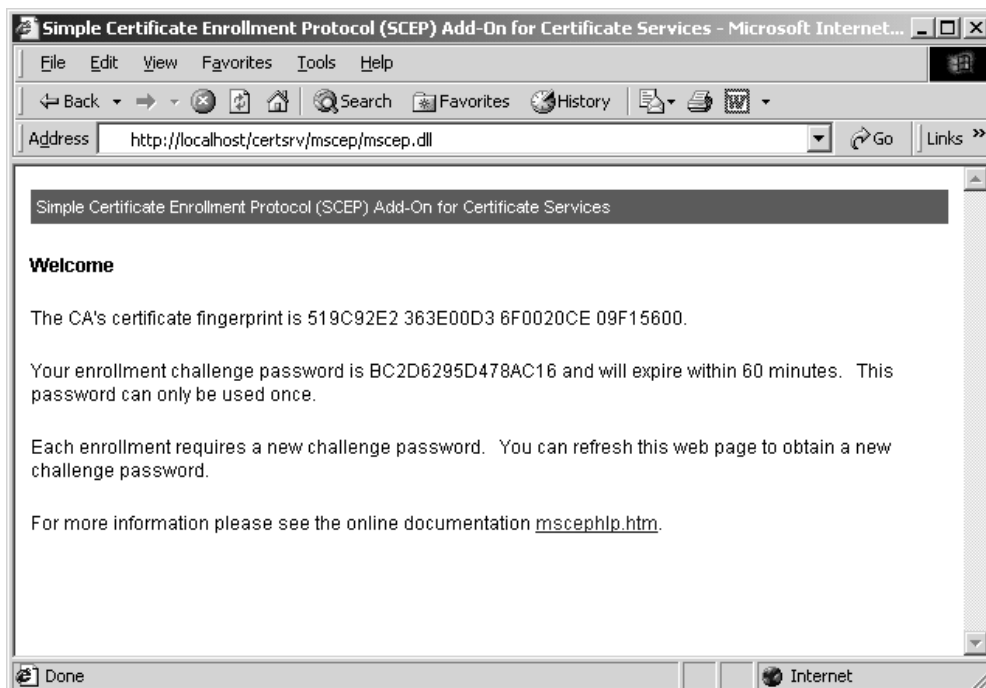 Simple Certificate Enrollment Protocol (SCEP) Add-On for Certificate Services - Microsoft Internet...
File Edit View Favorites Tools Help
Back Search Favorites History
Address http://localhost/certsrv/mscep/mscep.dll Go Links »
Simple Certificate Enrollment Protocol (SCEP) Add-On for Certificate Services
Welcome
The CA's certificate fingerprint is 519C92E2 363E00D3 6F0020CE 09F15600.
Your enrollment challenge password is BC2D6295D478AC16 and will expire within 60 minutes. This
password can only be used once.
Each enrollment requires a new challenge password. You can refresh this web page to obtain a new
challenge password.
For more information please see the online documentation mscephlp.htm.
Done Internet